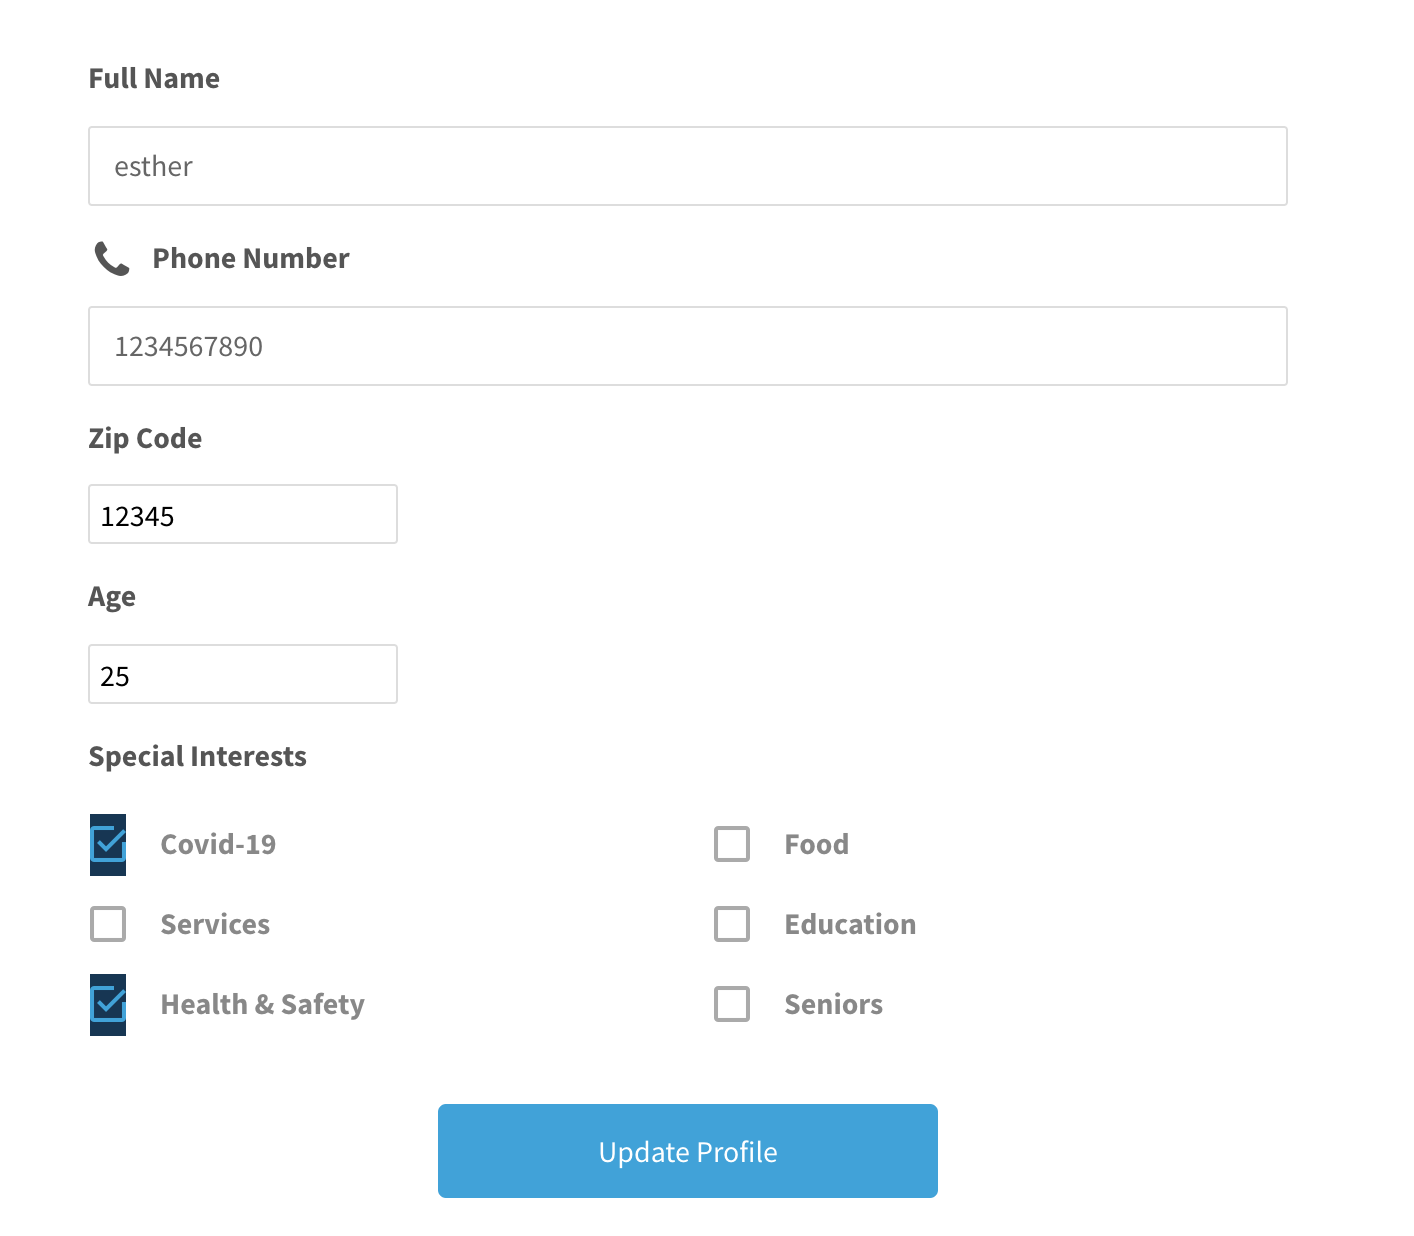 Full Name
esther
Phone Number
1234567890
Zip Code
12345
Age
25
Special Interests
Covid-19 Food
Services Education
Health & Safety Seniors
Update Profile